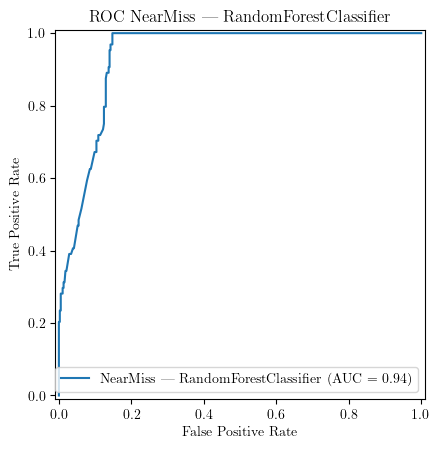 ROC NearMiss — RandomForestClassifier
1.0
0.8
0.6
0.4
0.2
0.0
True Positive Rate
NearMiss — RandomForestClassifier (AUC = 0.94)
0.0 0.2 0.4 0.6 0.8 1.0
False Positive Rate